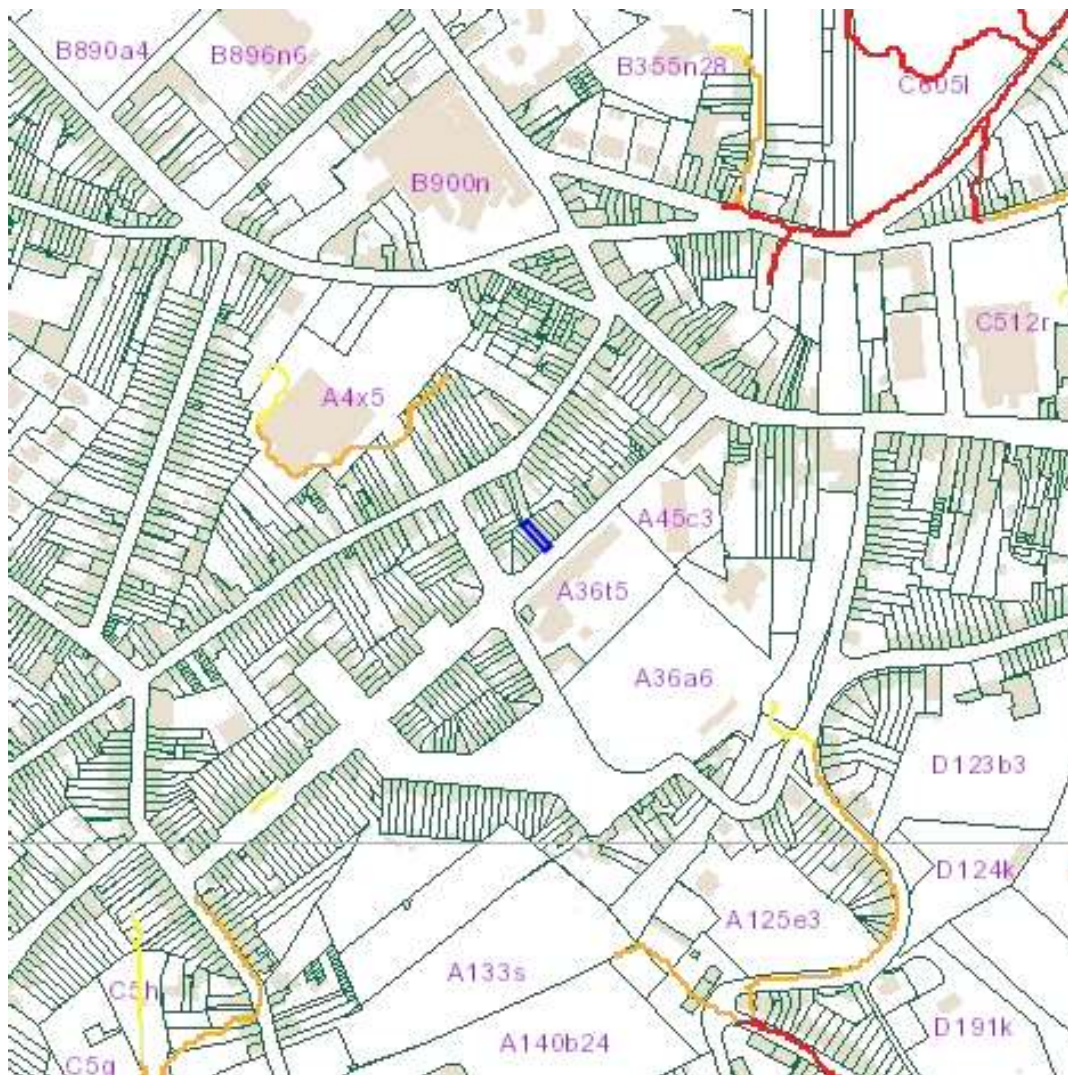 B890a4
B896n6
B355n28
C605l
B900n
C512r
A4x5
A45c3
A36t5
A36a6
D123b3
D124k
A125e3
A133s
C5h
D191k
A140b24
C5g